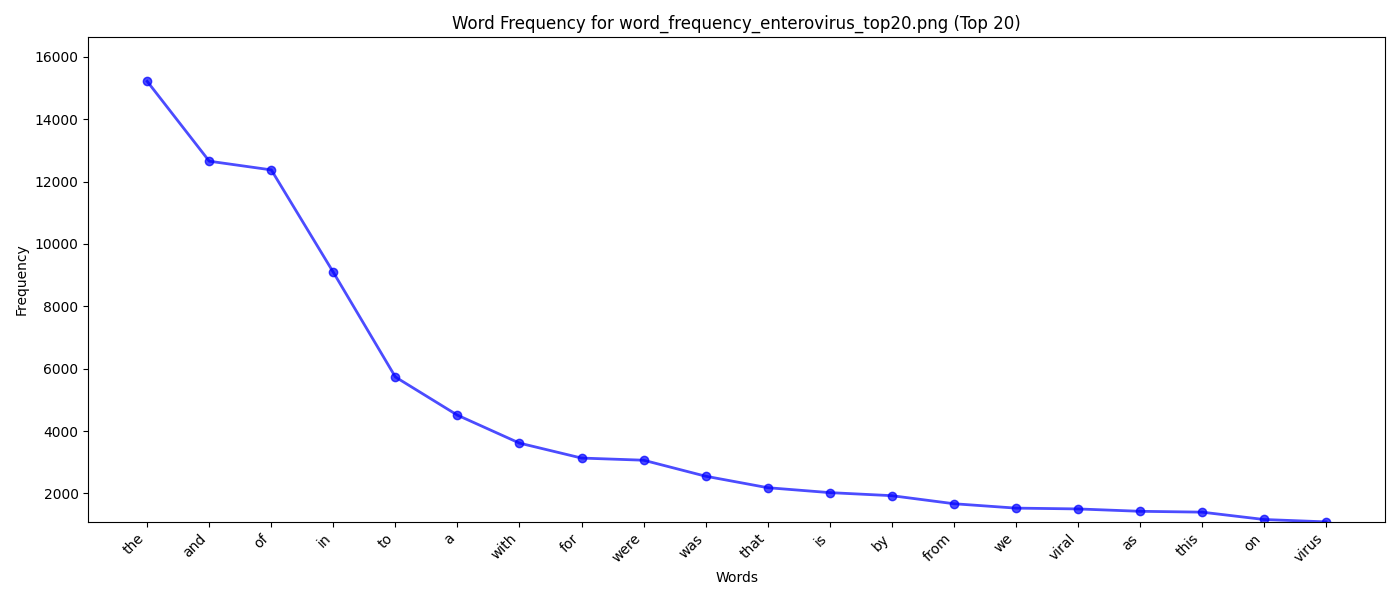 Word Frequency for word_frequency_enterovirus_top20.png (Top 20)
16000
14000
12000
10000
8000
6000
4000
2000
Frequency
the and of in to a with for were was that is by from we viral as this on virus
Words